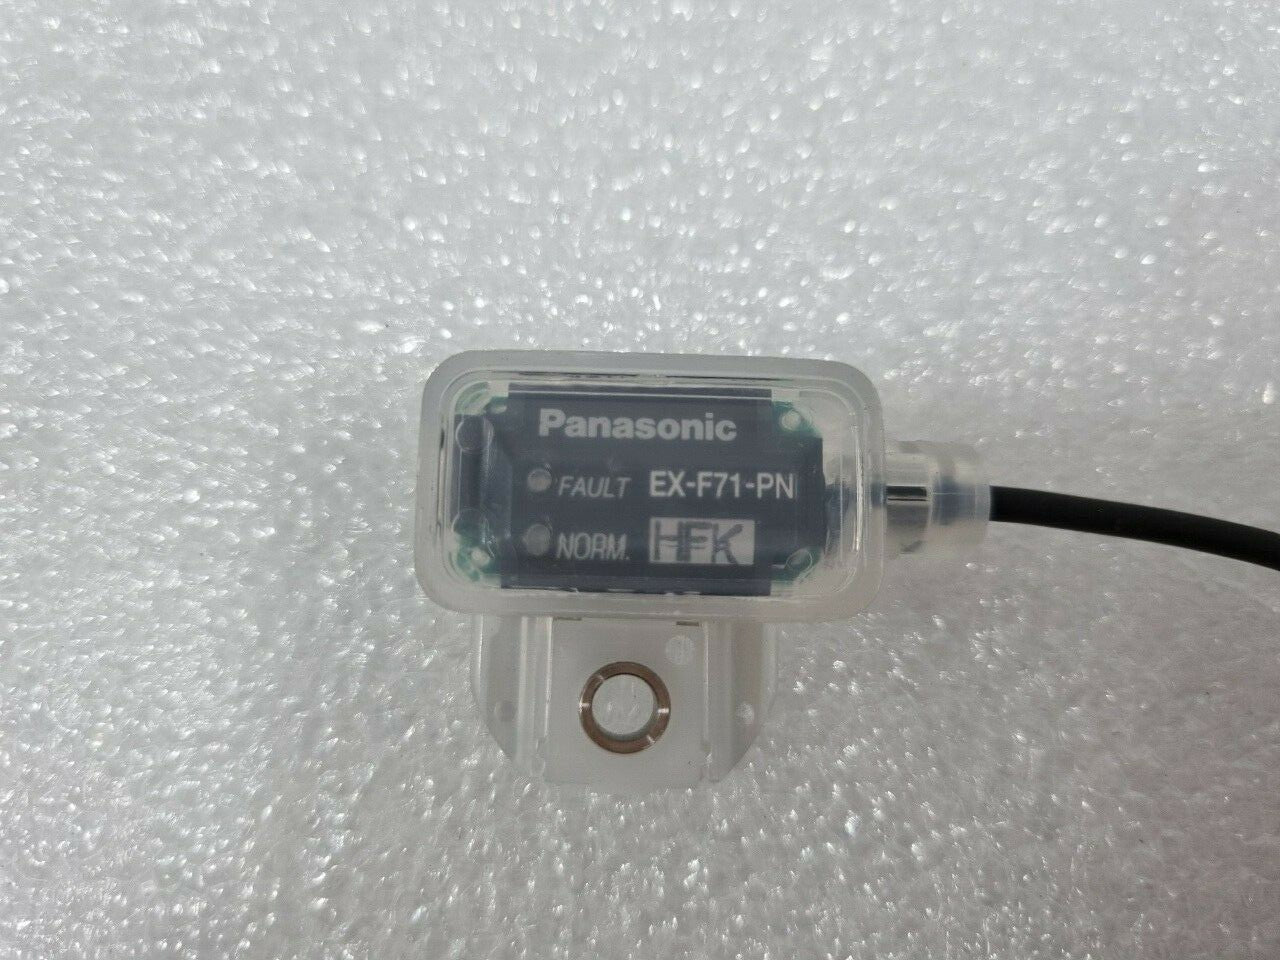 Panasonic
FAULT EX-F71-PN
NORM. HFK